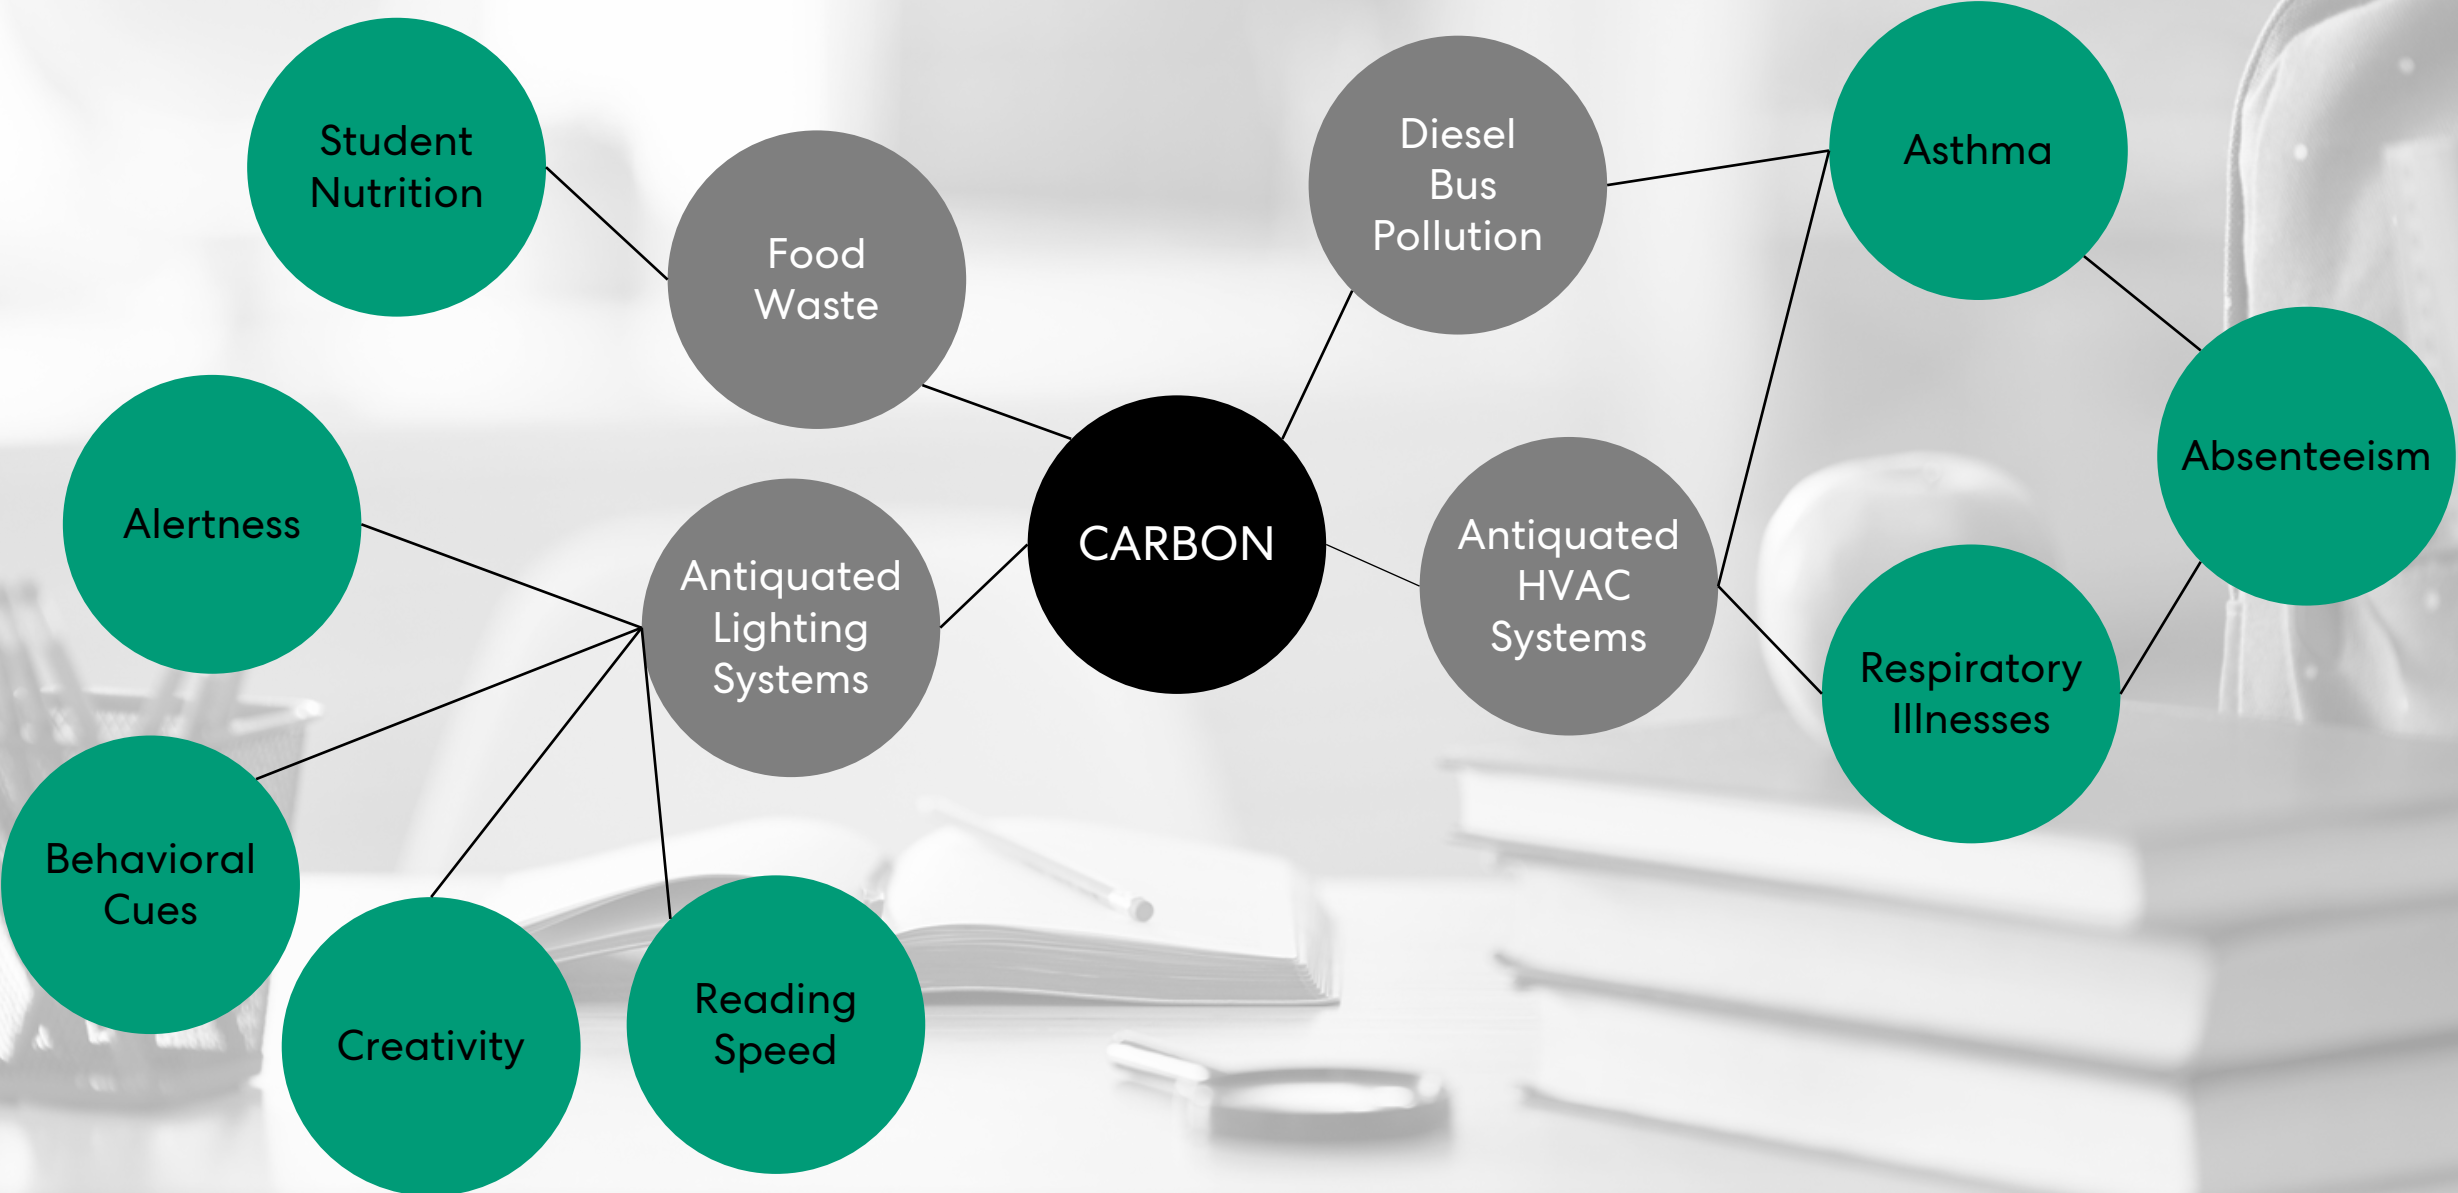 Student
Nutrition
Food
Waste
Diesel
Bus
Pollution
Asthma
Absenteeism
Alertness
Antiquated
Lighting
Systems
CARBON
Antiquated
HVAC
Systems
Respiratory
Illnesses
Behavioral
Cues
Creativity
Reading
Speed